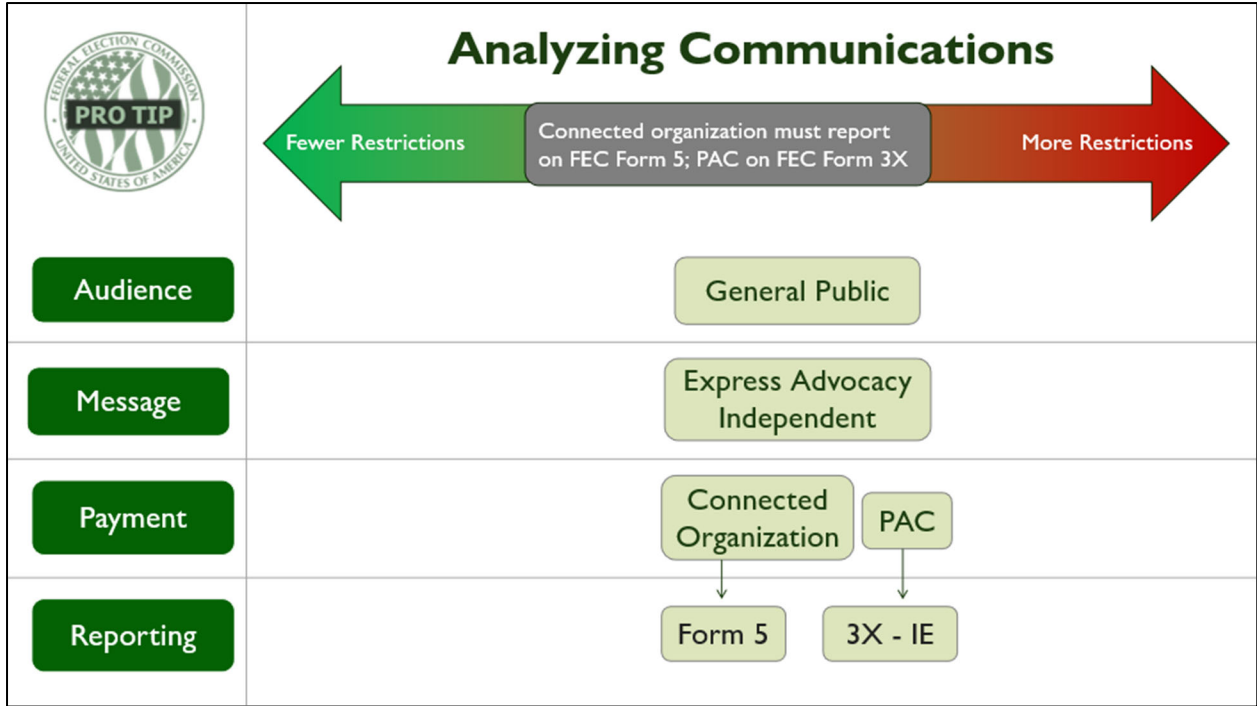 FEDERAL ELECTION COMMISSION
PRO TIP
UNITED STATES OF AMERICA
Analyzing Communications
Fewer Restrictions
Connected organization must report
on FEC Form 5; PAC on FEC Form 3X
More Restrictions
Audience
General Public
Message
Express Advocacy
Independent
Payment
Connected
Organization
PAC
Reporting
Form 5
3X - IE